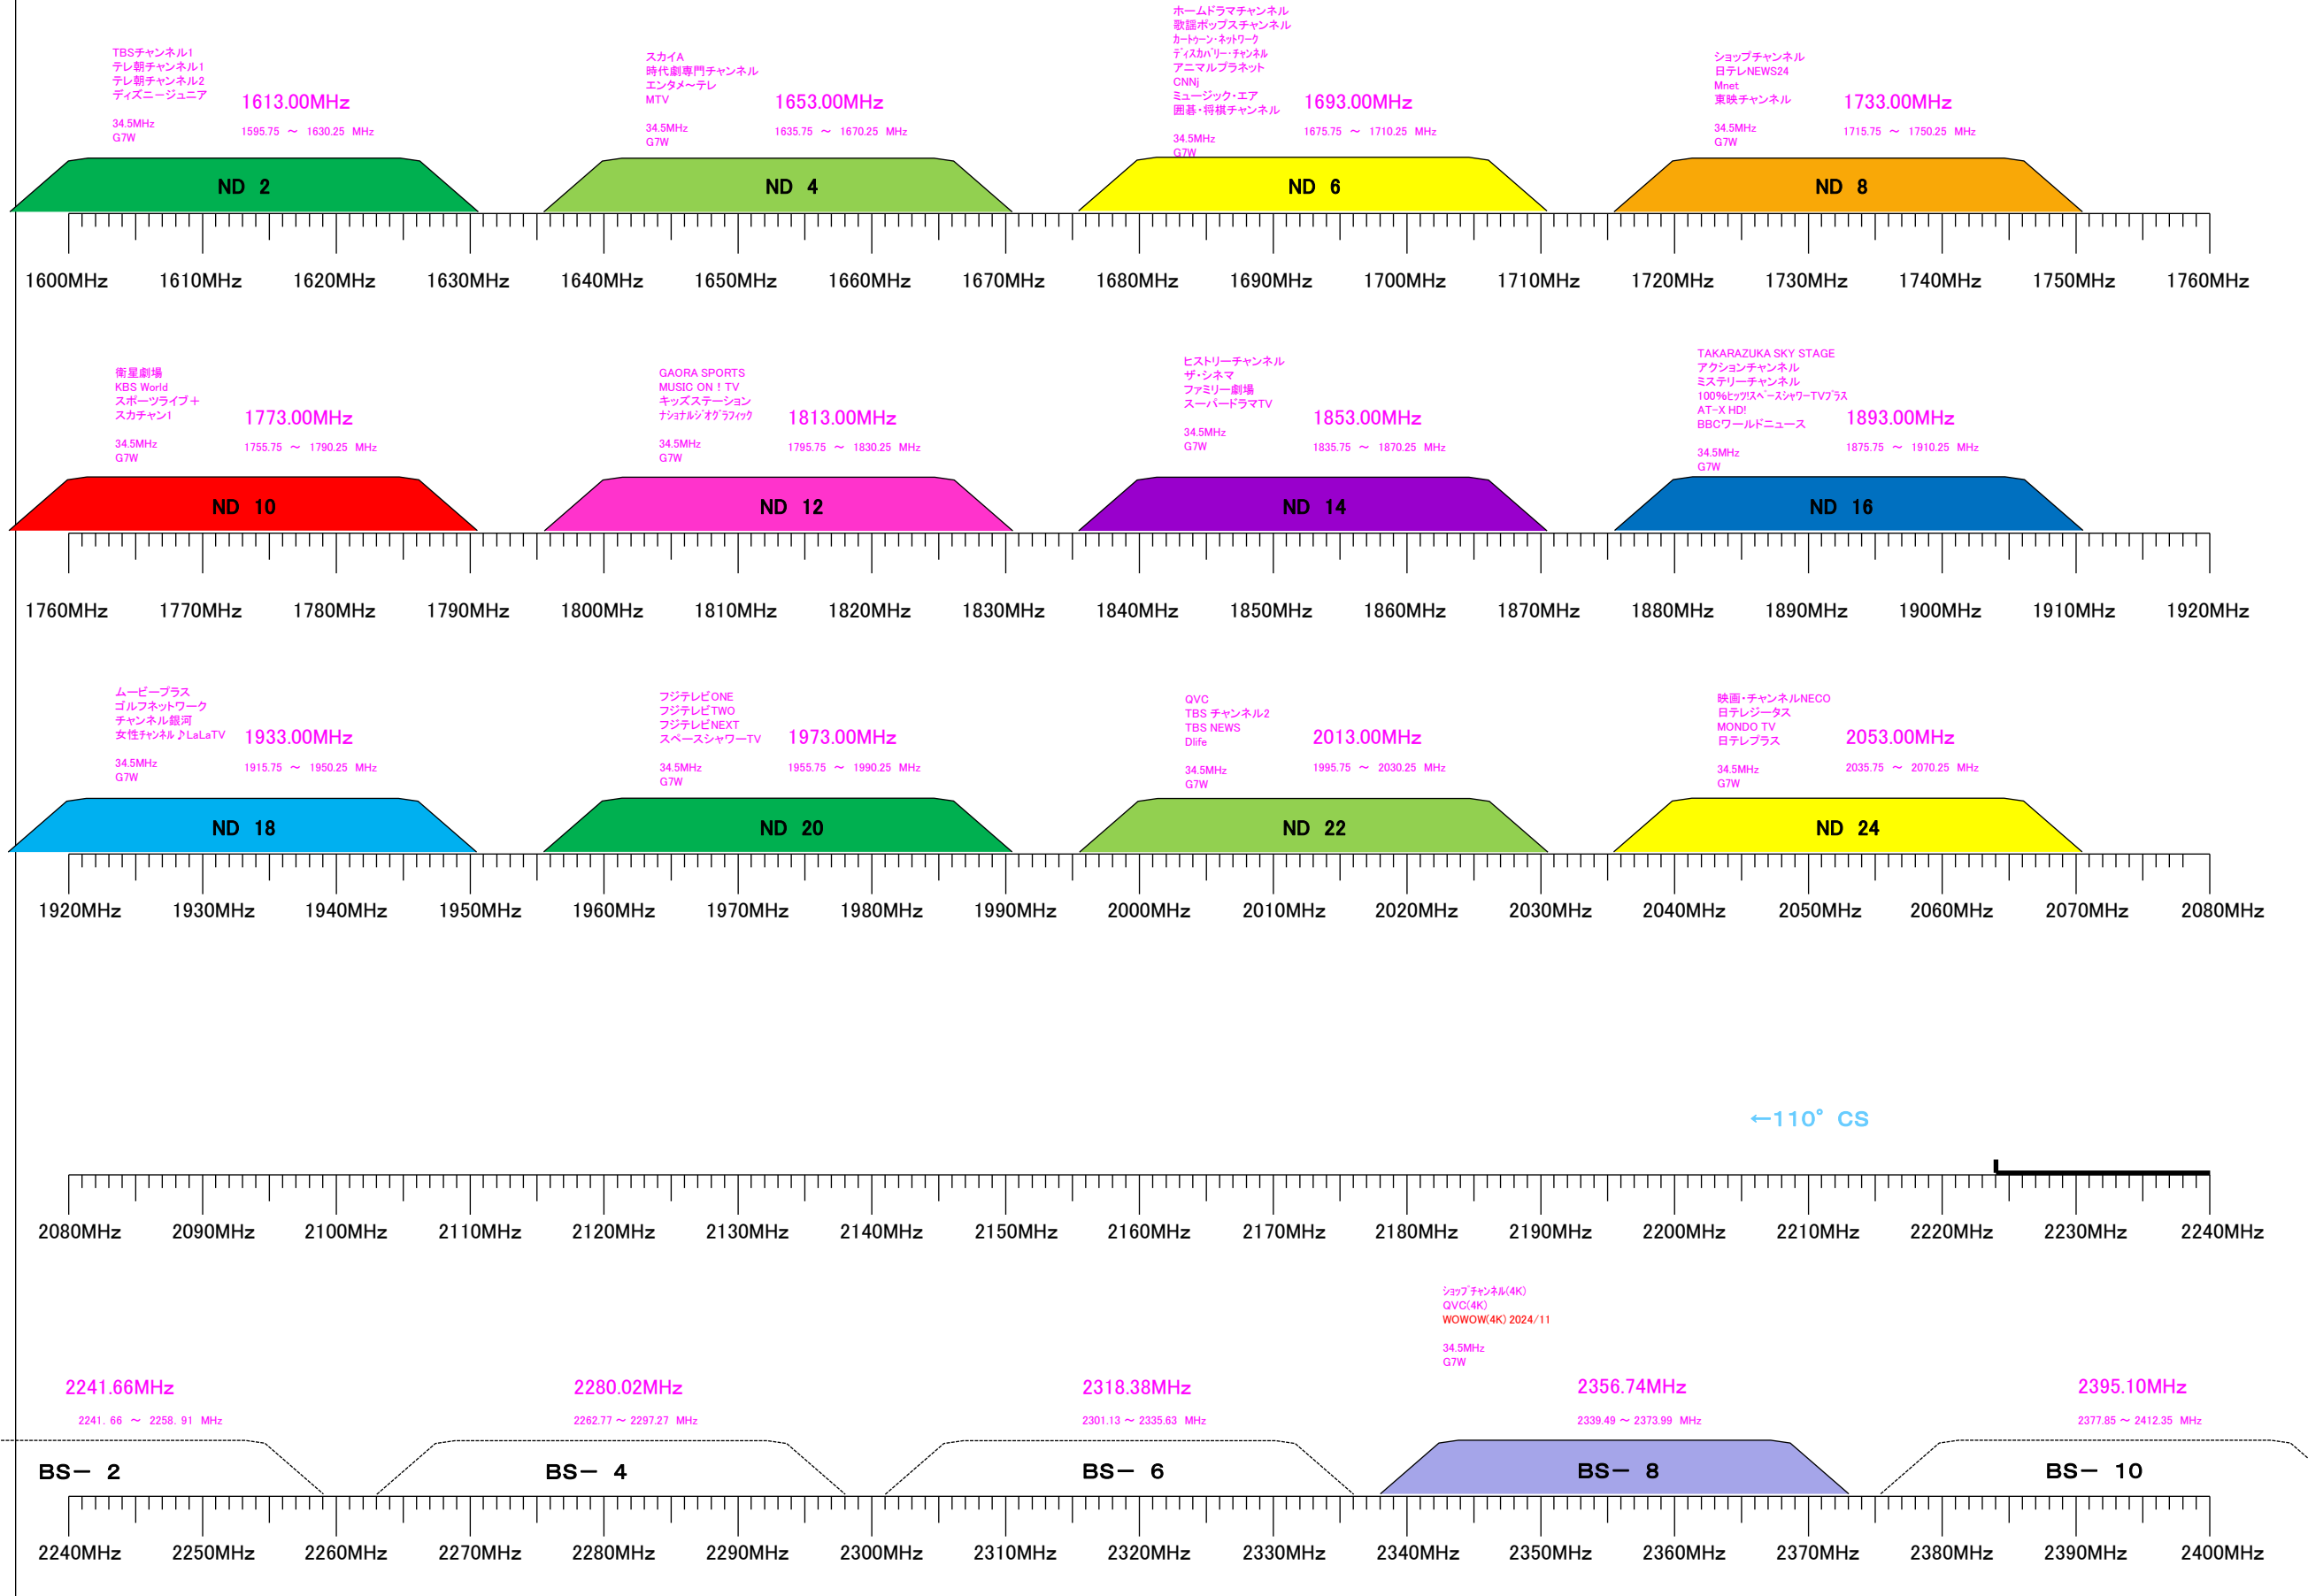 TBSチャンネル1
テレ朝チャンネル1
テレ朝チャンネル2
ディズニージュニア
34.5MHz
G7W
1613.00MHz
1595.75 ～ 1630.25 MHz
スカイA
時代劇専門チャンネル
エンタメ～テレ
MTV
34.5MHz
G7W
1653.00MHz
1635.75 ～ 1670.25 MHz
ホームドラマチャンネル
歌謡ポップスチャンネル
ｶｰﾄｩｰﾝ・ﾈｯﾄﾜｰｸ
ﾃﾞｨｽｶﾊﾞﾘｰ・ﾁｬﾝﾈﾙ
アニマルプラネット
CNNj
ミュージック・エア
囲碁・将棋チャンネル
34.5MHz
G7W
1693.00MHz
1675.75 ～ 1710.25 MHz
ショップチャンネル
日テレNEWS24
Mnet
東映チャンネル
34.5MHz
G7W
1733.00MHz
1715.75 ～ 1750.25 MHz
ND 2
ND 4
ND 6
ND 8
1600MHz 1610MHz 1620MHz 1630MHz 1640MHz 1650MHz 1660MHz 1670MHz 1680MHz 1690MHz 1700MHz 1710MHz 1720MHz 1730MHz 1740MHz 1750MHz 1760MHz
衛星劇場
KBS World
スポーツライブ＋
スカチャン1
34.5MHz
G7W
1773.00MHz
1755.75 ～ 1790.25 MHz
GAORA SPORTS
MUSIC ON！TV
キッズステーション
ﾅｼｮﾅﾙｼﾞｵｸﾞﾗﾌィｯｸ
34.5MHz
G7W
1813.00MHz
1795.75 ～ 1830.25 MHz
ヒストリーチャンネル
ザ・シネマ
ファミリー劇場
スーパードラマTV
34.5MHz
G7W
1853.00MHz
1835.75 ～ 1870.25 MHz
TAKARAZUKA SKY STAGE
アクションチャンネル
ミステリーチャンネル
100%ﾋｯﾂ!ｽﾍﾟｰｽｼｬﾜｰTVﾌﾟﾗｽ
AT-X HD!
BBCワールドニュース
34.5MHz
G7W
1893.00MHz
1875.75 ～ 1910.25 MHz
ND 10
ND 12
ND 14
ND 16
1760MHz 1770MHz 1780MHz 1790MHz 1800MHz 1810MHz 1820MHz 1830MHz 1840MHz 1850MHz 1860MHz 1870MHz 1880MHz 1890MHz 1900MHz 1910MHz 1920MHz
ムービープラス
ゴルフネットワーク
チャンネル銀河
女性ﾁｬﾝﾈﾙ♪LaLaTV
34.5MHz
G7W
1933.00MHz
1915.75 ～ 1950.25 MHz
フジテレビONE
フジテレビTWO
フジテレビNEXT
スペースシャワーTV
34.5MHz
G7W
1973.00MHz
1955.75 ～ 1990.25 MHz
QVC
TBS チャンネル2
TBS NEWS
Dlife
34.5MHz
G7W
2013.00MHz
1995.75 ～ 2030.25 MHz
映画・チャンネルNECO
日テレジータス
MONDO TV
日テレプラス
34.5MHz
G7W
2053.00MHz
2035.75 ～ 2070.25 MHz
ND 18
ND 20
ND 22
ND 24
1920MHz 1930MHz 1940MHz 1950MHz 1960MHz 1970MHz 1980MHz 1990MHz 2000MHz 2010MHz 2020MHz 2030MHz 2040MHz 2050MHz 2060MHz 2070MHz 2080MHz
←110° CS
2080MHz 2090MHz 2100MHz 2110MHz 2120MHz 2130MHz 2140MHz 2150MHz 2160MHz 2170MHz 2180MHz 2190MHz 2200MHz 2210MHz 2220MHz 2230MHz 2240MHz
ｼｮｯﾌﾟﾁｬﾝﾈﾙ(4K)
QVC(4K)
WOWOW(4K) 2024/11
34.5MHz
G7W
2241.66MHz
2241. 66 ～ 2258. 91 MHz
2280.02MHz
2262.77 ～ 2297.27 MHz
2318.38MHz
2301.13 ～ 2335.63 MHz
2356.74MHz
2339.49 ～ 2373.99 MHz
2395.10MHz
2377.85 ～ 2412.35 MHz
BS－ 2
BS－ 4
BS－ 6
BS－ 8
BS－ 10
2240MHz 2250MHz 2260MHz 2270MHz 2280MHz 2290MHz 2300MHz 2310MHz 2320MHz 2330MHz 2340MHz 2350MHz 2360MHz 2370MHz 2380MHz 2390MHz 2400MHz